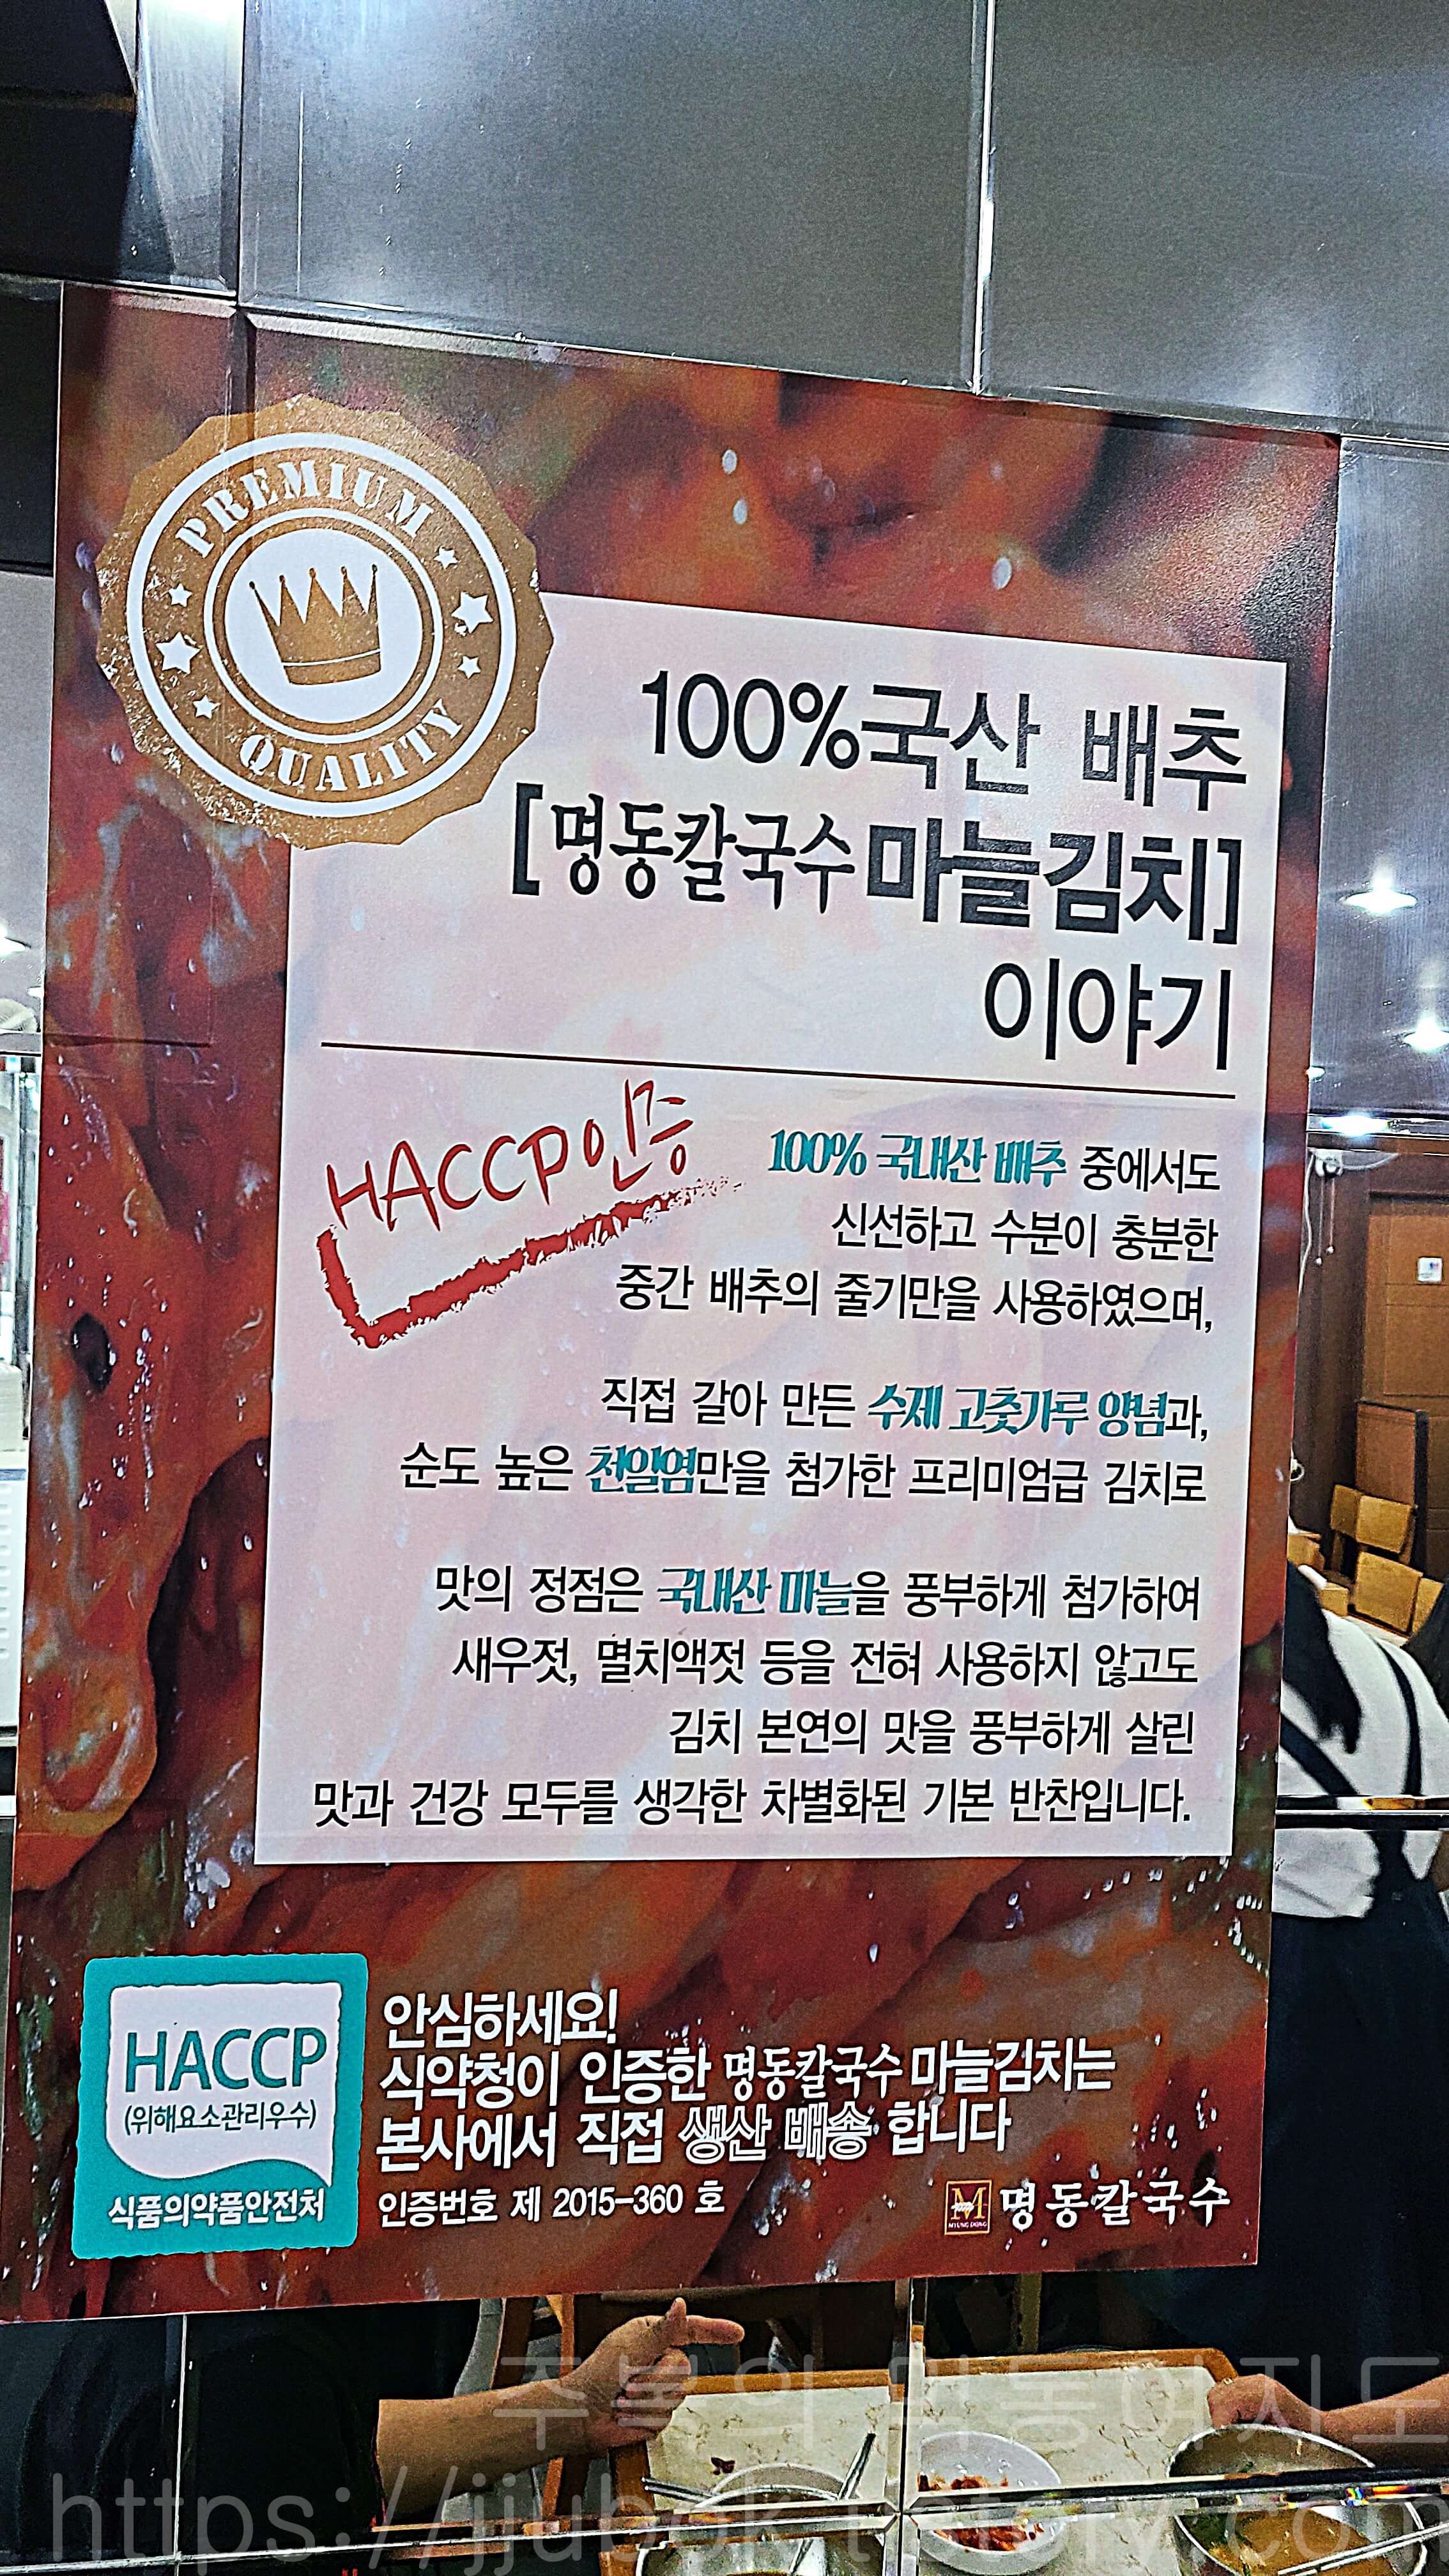 PREMIUM
QUALITY
100%국산 배추
[명동칼국수 마늘김치]
이야기
HACCP 인증
100% 국내산 배추 중에서도
신선하고 수분이 충분한
중간 배추의 줄기만을 사용하였으며,
직접 갈아 만든 수제 고춧가루 양념과,
순도 높은 천일염만을 첨가한 프리미엄급 김치로
맛의 정점은 국내산 마늘을 풍부하게 첨가하여
새우젓, 멸치액젓 등을 전혀 사용하지 않고도
김치 본연의 맛을 풍부하게 살린
맛과 건강 모두를 생각한 차별화된 기본 반찬입니다.
HACCP
(위해요소관리우수)
식품의약품안전처
안심하세요!
식약청이 인증한 명동칼국수 마늘김치는
본사에서 직접 생산 배송 합니다
인증번호 제 2015-360 호
M
MYUNG DONG
명동칼국수
주복의
https://jjubok.tistory.com